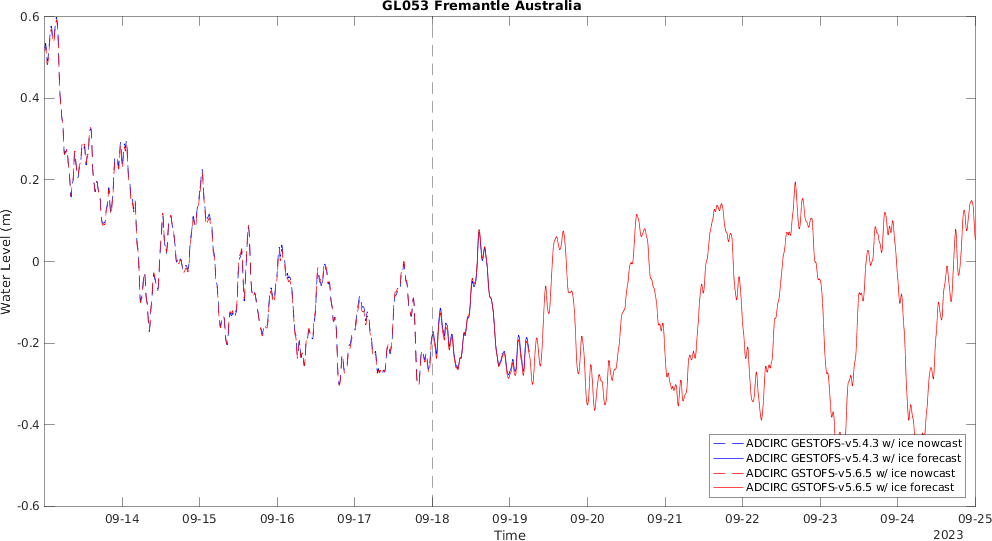 GL053 Fremantle Australia
Water Level (m)
0.6
0.4
0.2
0
-0.2
-0.4
-0.6
ADCIRC GESTOFS-v5.4.3 w/ ice nowcast
ADCIRC GESTOFS-v5.4.3 w/ ice forecast
ADCIRC GSTOFS-v5.6.5 w/ ice nowcast
ADCIRC GSTOFS-v5.6.5 w/ ice forecast
09-14 09-15 09-16 09-17 09-18 09-19 09-20 09-21 09-22 09-23 09-24 09-25
Time
2023